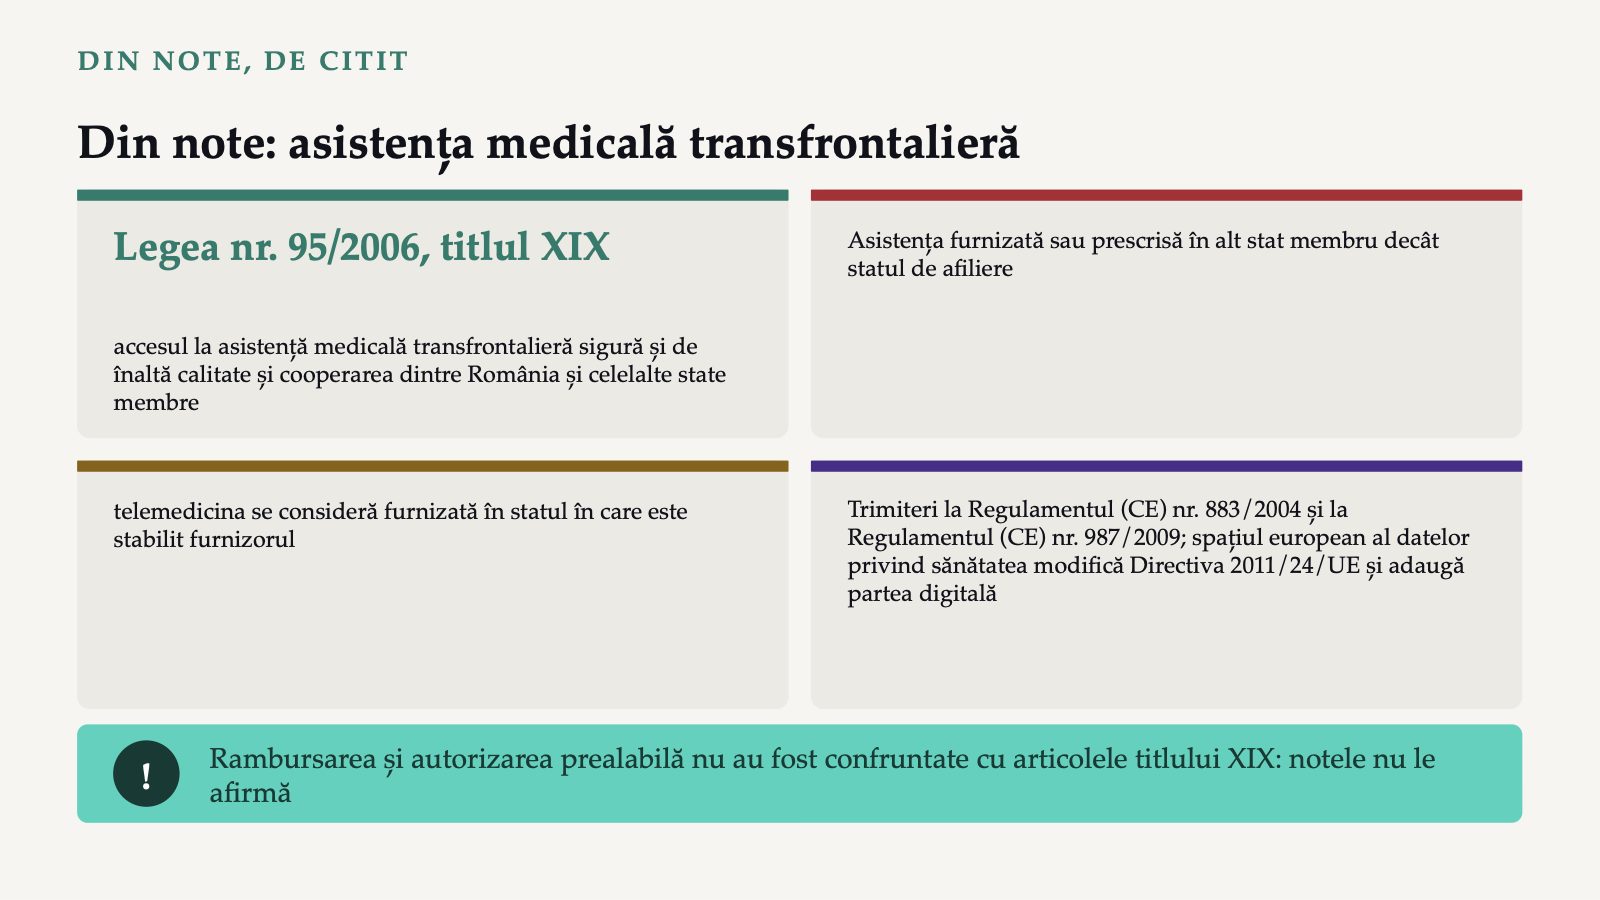 DIN NOTE, DE CITIT
Din note: asistența medicală transfrontalieră
Legea nr. 95/2006, titlul XIX
accesul la asistență medicală transfrontalieră sigură și de
înaltă calitate și cooperarea dintre România și celelalte state
membre
Asistența furnizată sau prescrisă în alt stat membru decât
statul de afiliere
telemedicina se consideră furnizată în statul în care este
stabilit furnizorul
Trimiteri la Regulamentul (CE) nr. 883/2004 și la
Regulamentul (CE) nr. 987/2009; spațiul european al datelor
privind sănătatea modifică Directiva 2011/24/UE și adaugă
partea digitală
!
Rambursarea și autorizarea prealabilă nu au fost confruntate cu articolele titlului XIX: notele nu le
afirmă